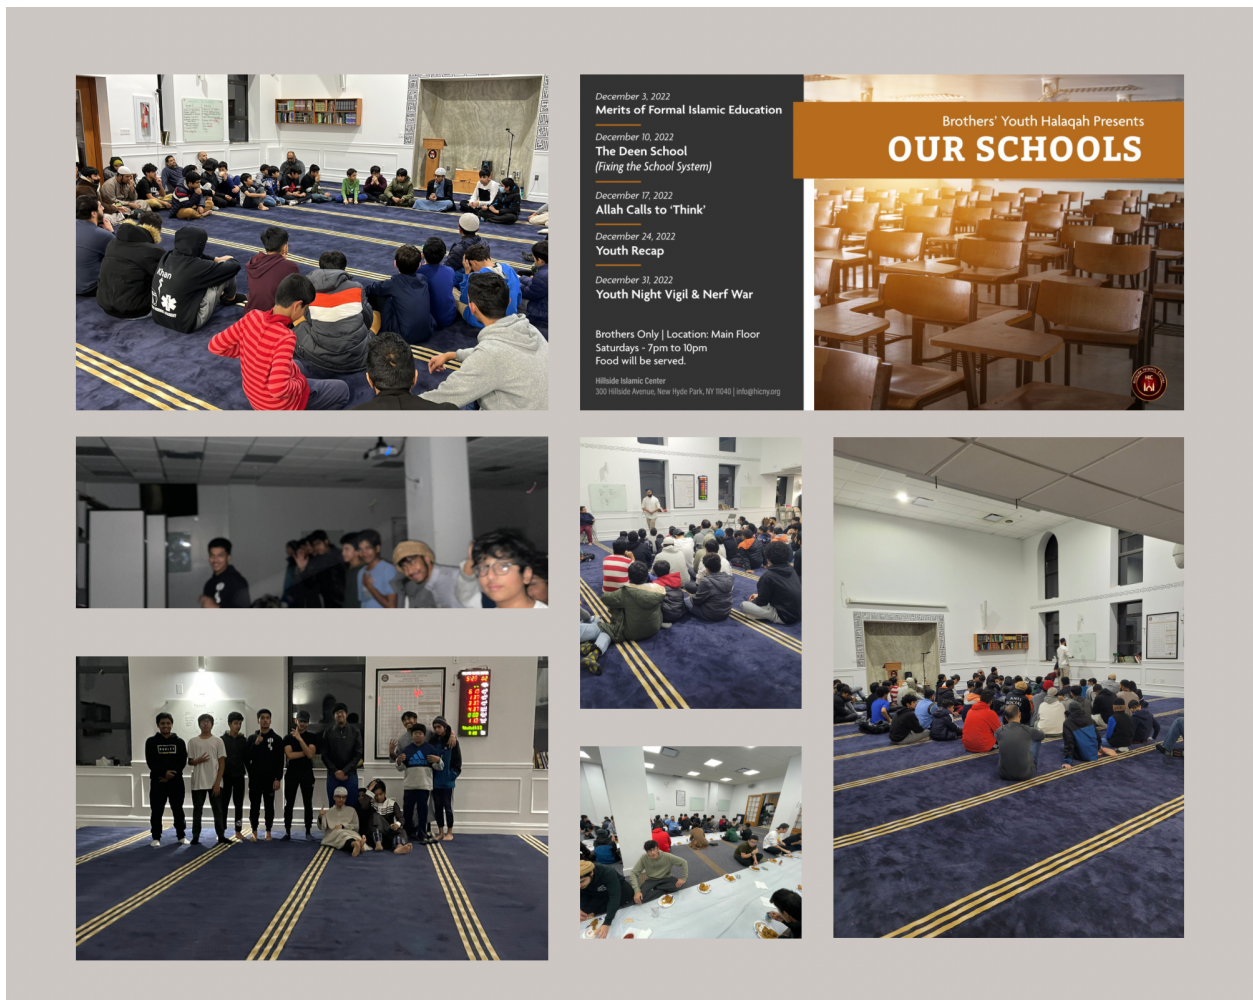 December 3, 2022
Merits of Formal Islamic Education
December 10, 2022
The Deen School
(Fixing the School System)
December 17, 2022
Allah Calls to ‘Think’
December 24, 2022
Youth Recap
December 31, 2022
Youth Night Vigil & Nerf War
Brothers Only | Location: Main Floor
Saturdays - 7pm to 10pm
Food will be served.
Hillside Islamic Center
300 Hillside Avenue, New Hyde Park, NY 11040 | info@hicny.org
Brothers’ Youth Halaqah Presents
OUR SCHOOLS
HIC
Khan